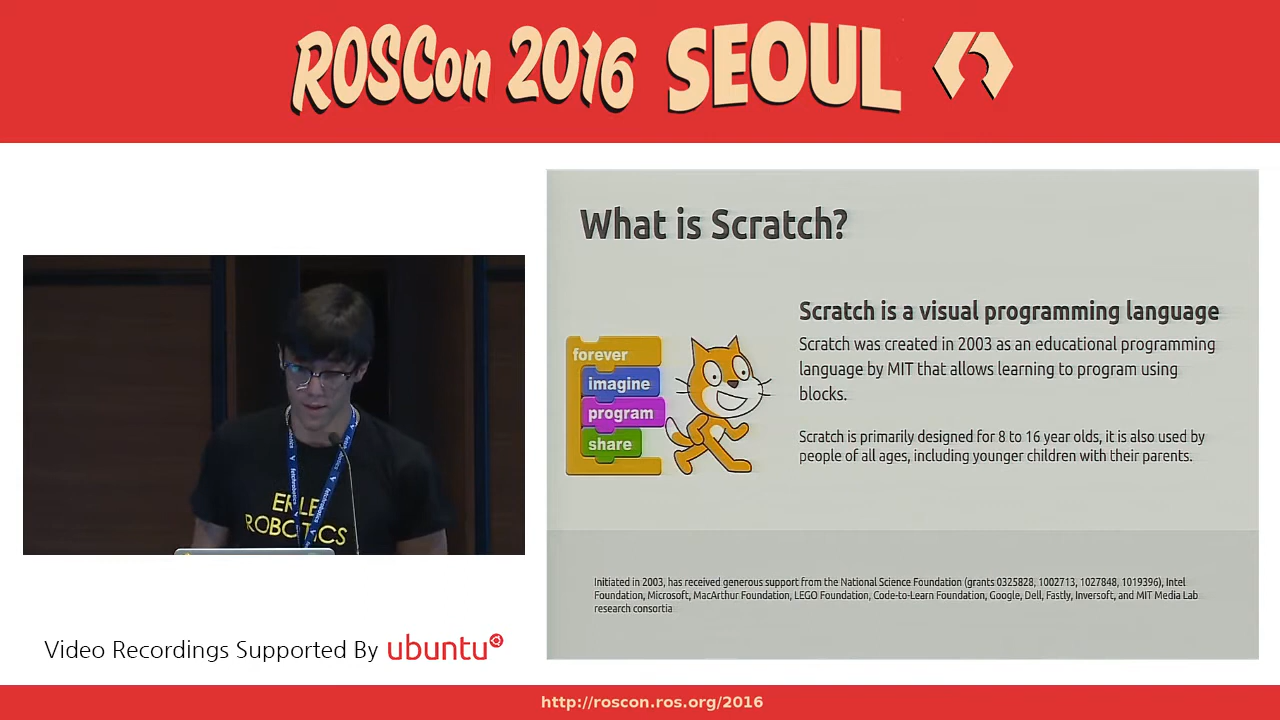 ROSCon 2016 SEOUL
What is Scratch?
Scratch is a visual programming language
Scratch was created in 2003 as an educational programming
language by MIT that allows learning to program using
blocks.
Scratch is primarily designed for 8 to 16 year olds, it is also used by
people of all ages, including younger children with their parents.
forever
imagine
program
share
Initiated in 2003, has received generous support from the National Science Foundation (grants 0325828, 1002713, 1027848, 1019396), Intel
Foundation, Microsoft, MacArthur Foundation, LEGO Foundation, Code-to-Learn Foundation, Google, Dell, Fastly, Inversoft, and MIT Media Lab
research consortia
ERLE
ROBOTICS
fetchrobotics
Video Recordings Supported By ubuntu
http://roscon.ros.org/2016